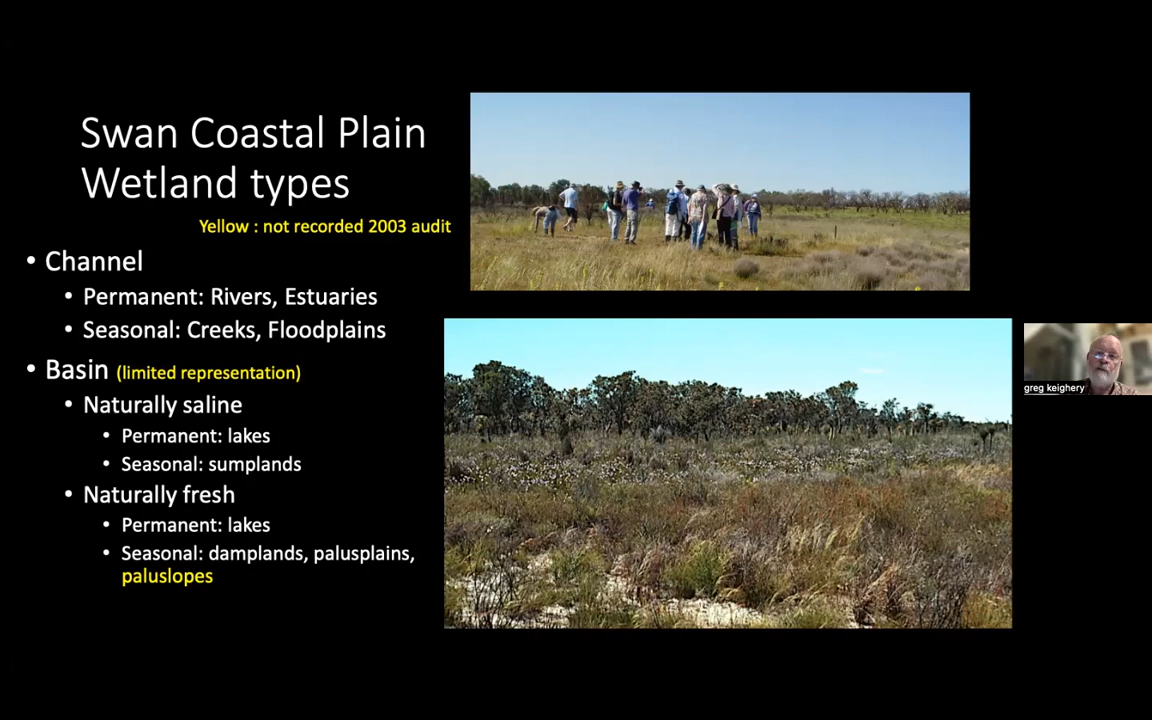 Swan Coastal Plain
Wetland types
Yellow : not recorded 2003 audit
• Channel
• Permanent: Rivers, Estuaries
• Seasonal: Creeks, Floodplains
• Basin (limited representation)
• Naturally saline
• Permanent: lakes
• Seasonal: sumplands
• Naturally fresh
• Permanent: lakes
• Seasonal: damplands, palusplains,
paluslopes
greg keighery